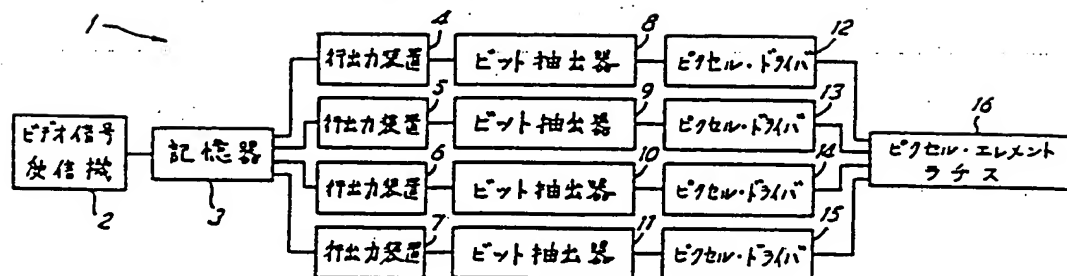 1
4
8
12
行出力装置
ビット抽出器
ピクセル・ドライバ
5
9
13
行出力装置
ビット抽出器
ピクセル・ドライバ
16
ビデオ信号
受信機
2
記憶器
3
ピクセル・エレメント
ラチス
6
10
14
行出力装置
ビット抽出器
ピクセル・ドライバ
7
11
15
行出力装置
ビット抽出器
ピクセル・ドライバ